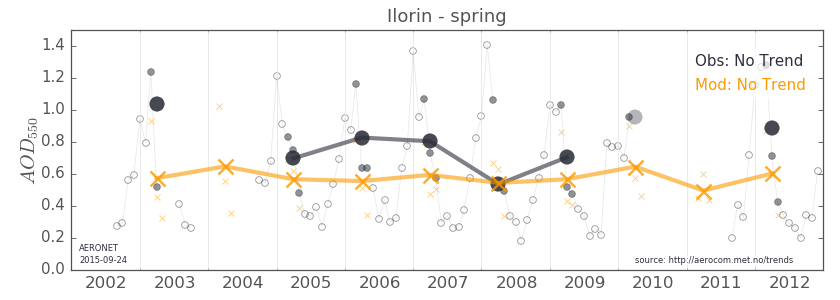 Ilorin - spring
1.4
1.2
1.0
0.8
0.6
0.4
0.2
0.0
AOD550
Obs: No Trend
Mod: No Trend
AERONET
2015-09-24
source: http://aerocom.met.no/trends
2002 2003 2004 2005 2006 2007 2008 2009 2010 2011 2012